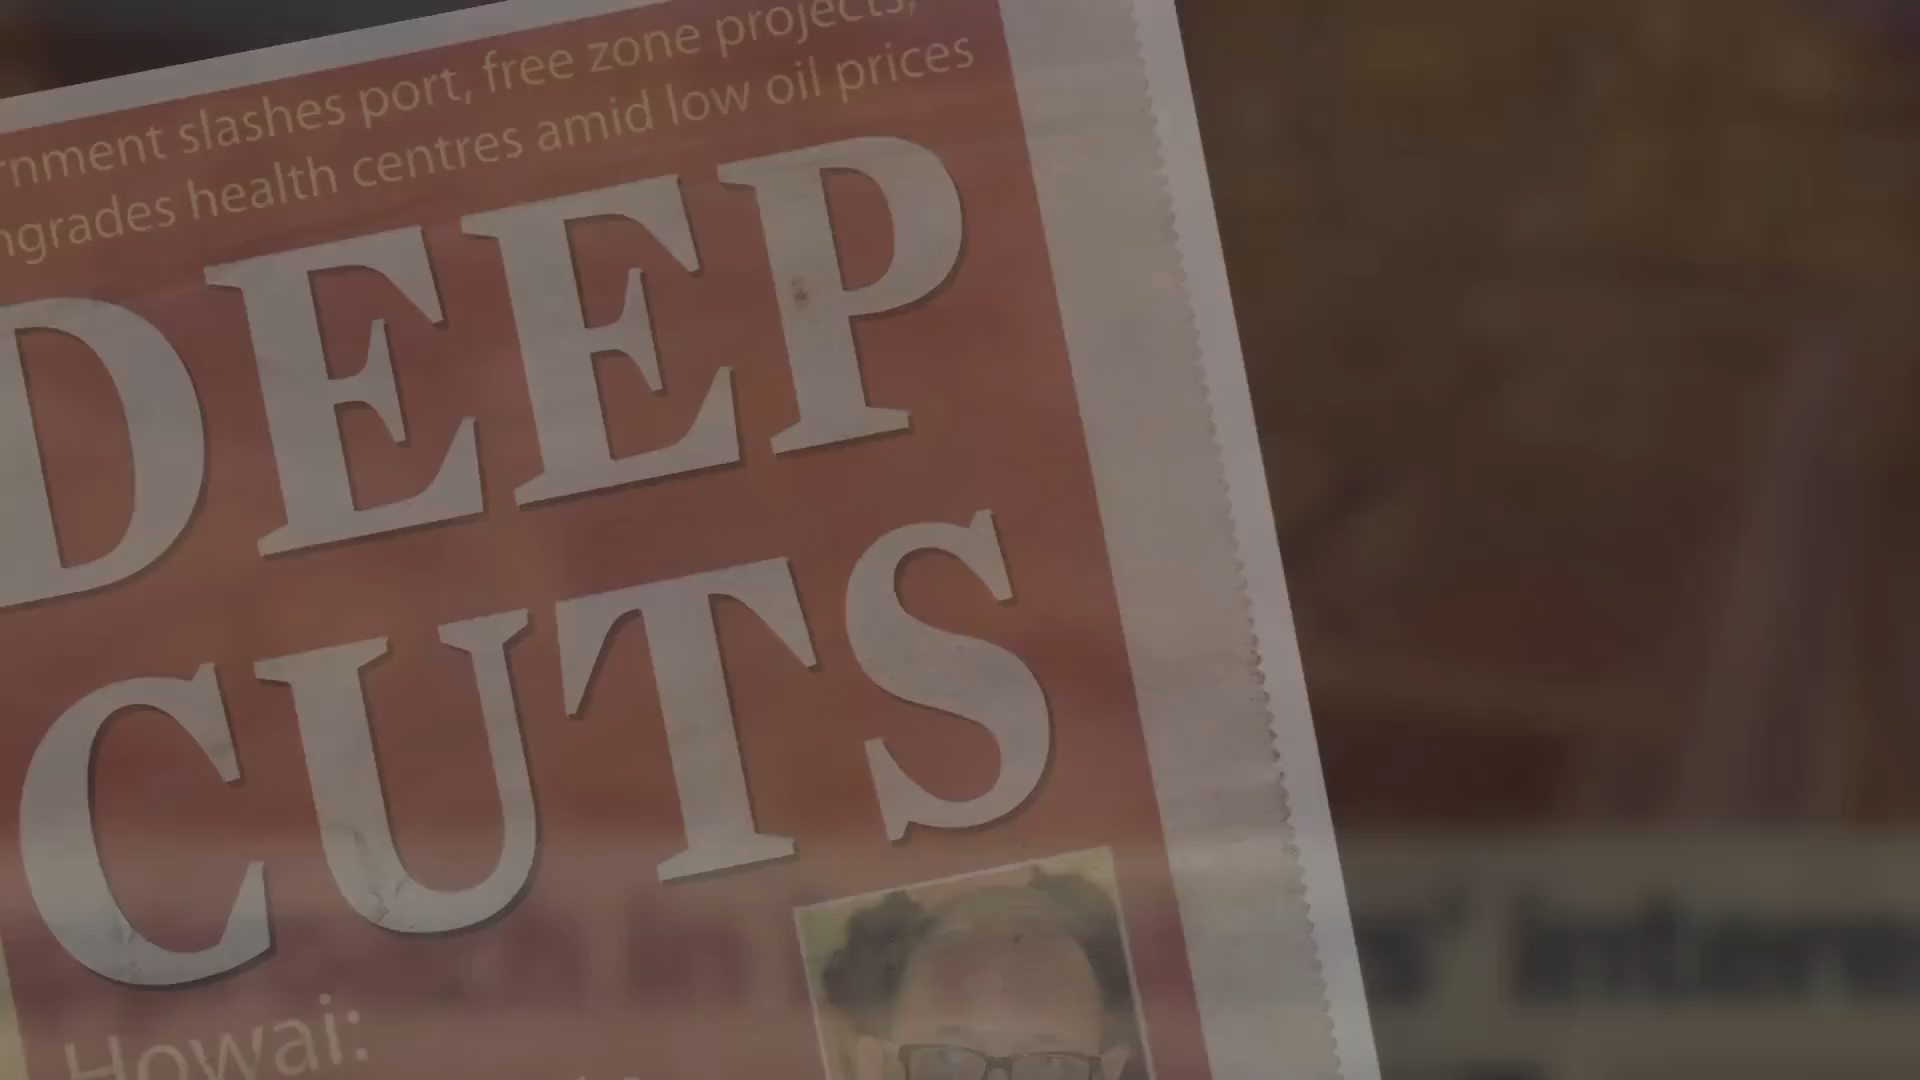 rnment slashes port, free zone projects,
ngrades health centres amid low oil prices
DEEP
CUTS
Howai: